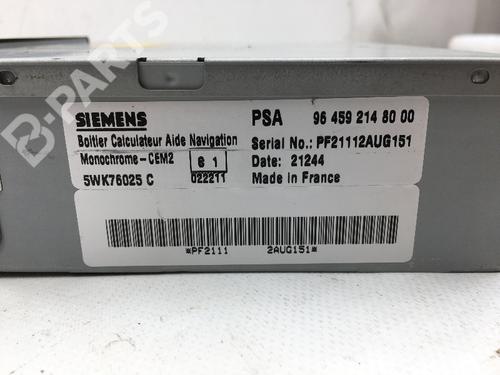 B-PARTS
SIEMENS PSA 96 459 214 80 00
Boitier Calculateur Aide Navigation Serial No.: PF21112AUG151
Monochrome-CEM2 6 1 Date: 21244
5WK76025 C 022211 Made in France
*PF2111 2AUG151*